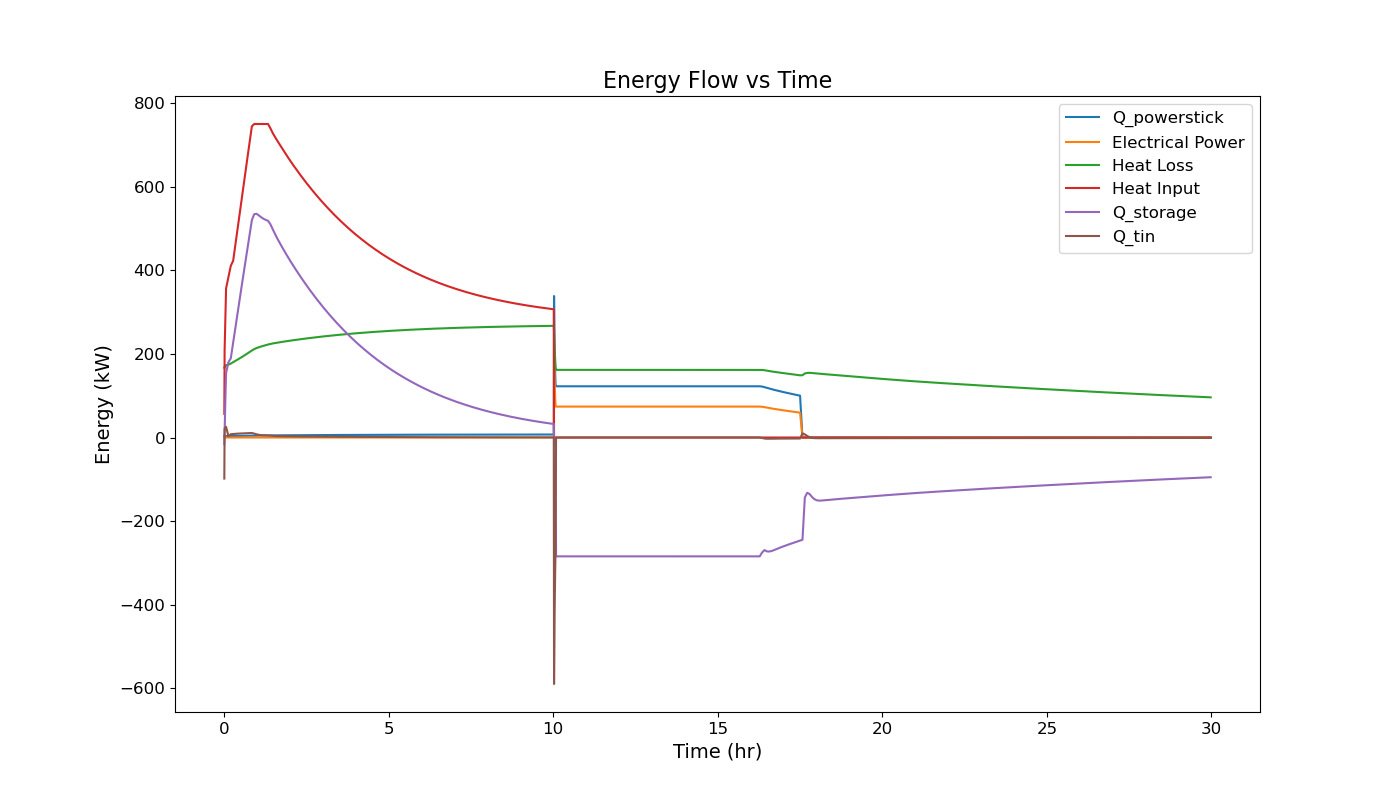 Energy Flow vs Time
800
600
400
200
0
−200
−400
−600
Energy (kW)
Q_powerstick
Electrical Power
Heat Loss
Heat Input
Q_storage
Q_tin
0 5 10 15 20 25 30
Time (hr)